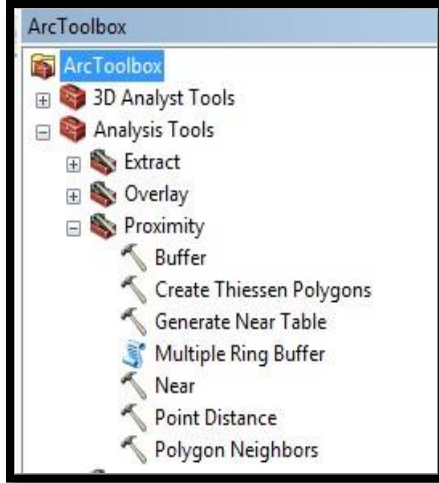 ArcToolbox
ArcToolbox
3D Analyst Tools
Analysis Tools
Extract
Overlay
Proximity
Buffer
Create Thiessen Polygons
Generate Near Table
Multiple Ring Buffer
Near
Point Distance
Polygon Neighbors